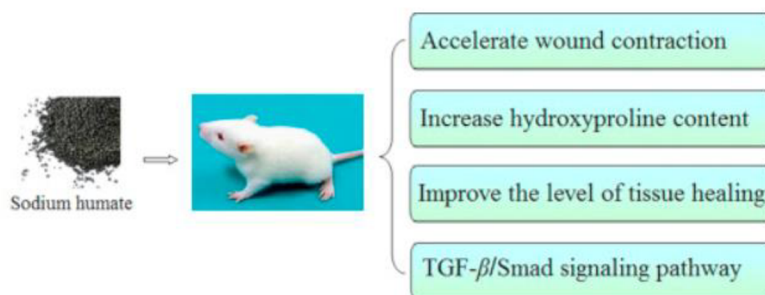 Accelerate wound contraction
Increase hydroxyproline content
Sodium humate
Improve the level of tissue healing
TGF-β/Smad signaling pathway